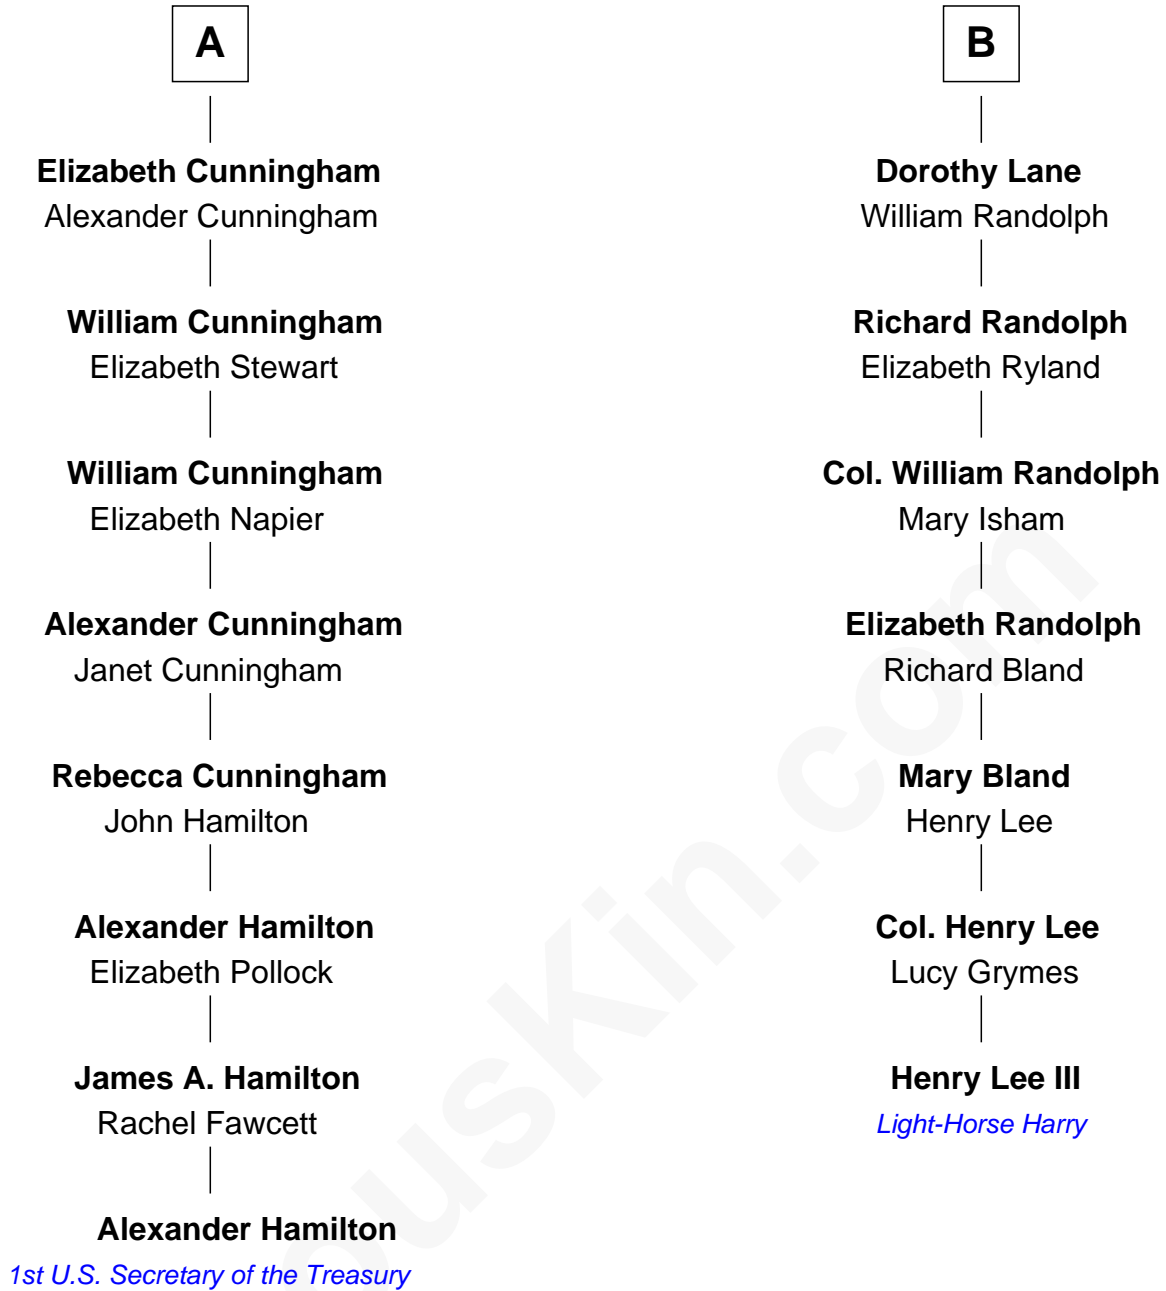 A
Elizabeth Cunningham
Alexander Cunningham
William Cunningham
Elizabeth Stewart
William Cunningham
Elizabeth Napier
Alexander Cunningham
Janet Cunningham
Rebecca Cunningham
John Hamilton
Alexander Hamilton
Elizabeth Pollock
James A. Hamilton
Rachel Fawcett
Alexander Hamilton
1st U.S. Secretary of the Treasury
B
Dorothy Lane
William Randolph
Richard Randolph
Elizabeth Ryland
Col. William Randolph
Mary Isham
Elizabeth Randolph
Richard Bland
Mary Bland
Henry Lee
Col. Henry Lee
Lucy Grymes
Henry Lee III
Light-Horse Harry
ousKin.com